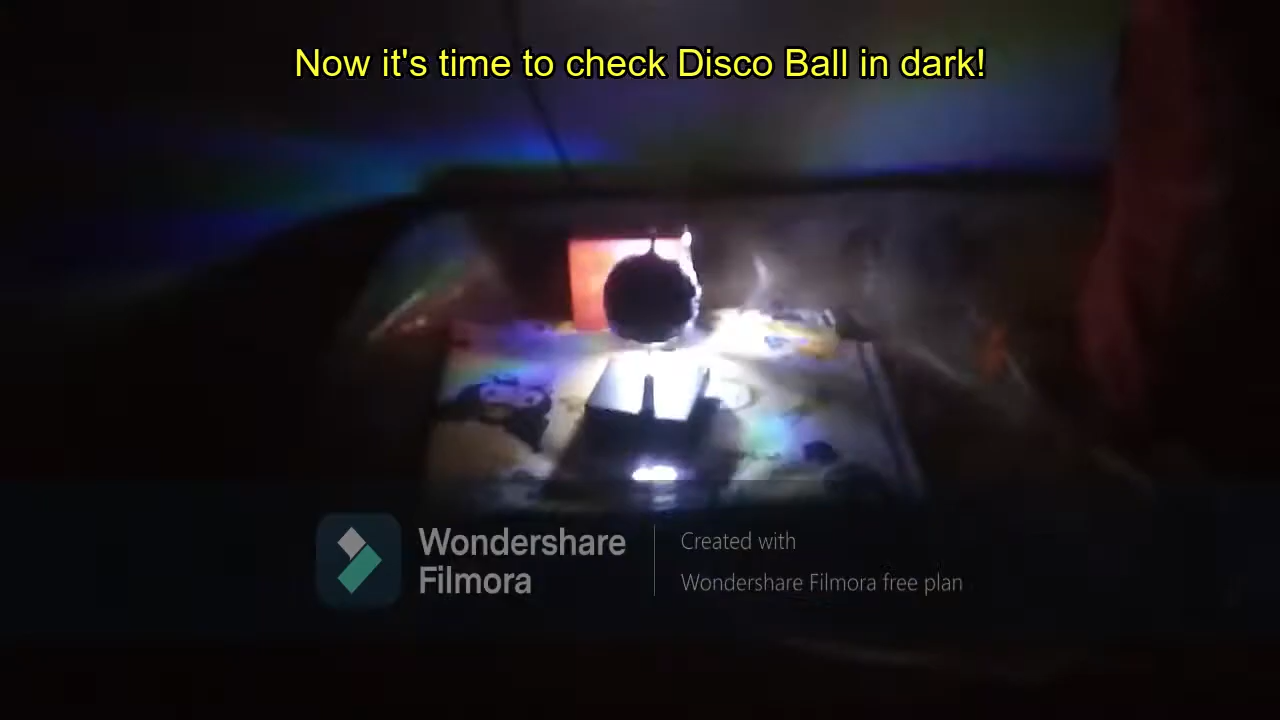 Now it's time to check Disco Ball in dark!
Wondershare
Filmora
Created with
Wondershare Filmora free plan